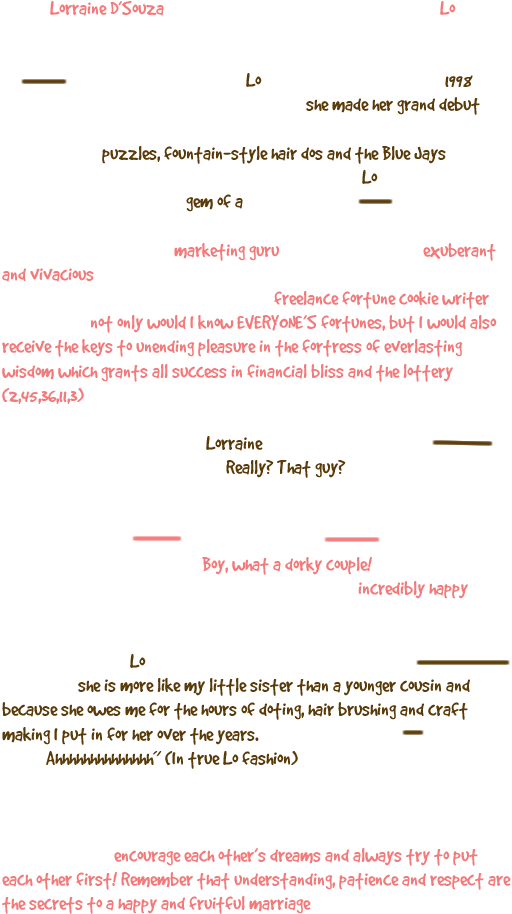 Lorraine D'Souza Lo
Lo 1998
she made her grand debut
puzzles, fountain-style hair dos and the Blue Jays
Lo
gem of a
marketing guru exuberant
and vivacious
freelance fortune cookie writer
not only would I know EVERYONE'S fortunes, but I would also
receive the keys to unending pleasure in the fortress of everlasting
wisdom which grants all success in financial bliss and the lottery
(2,45,36,11,3)
Lorraine
Really? That guy?
Boy, what a dorky couple!
incredibly happy
Lo
she is more like my little sister than a younger cousin and
because she owes me for the hours of doting, hair brushing and craft
making I put in for her over the years.
Ahhhhhhhhhhhhhh" (In true Lo fashion)
encourage each other's dreams and always try to put
each other first! Remember that understanding, patience and respect are
the secrets to a happy and fruitful marriage